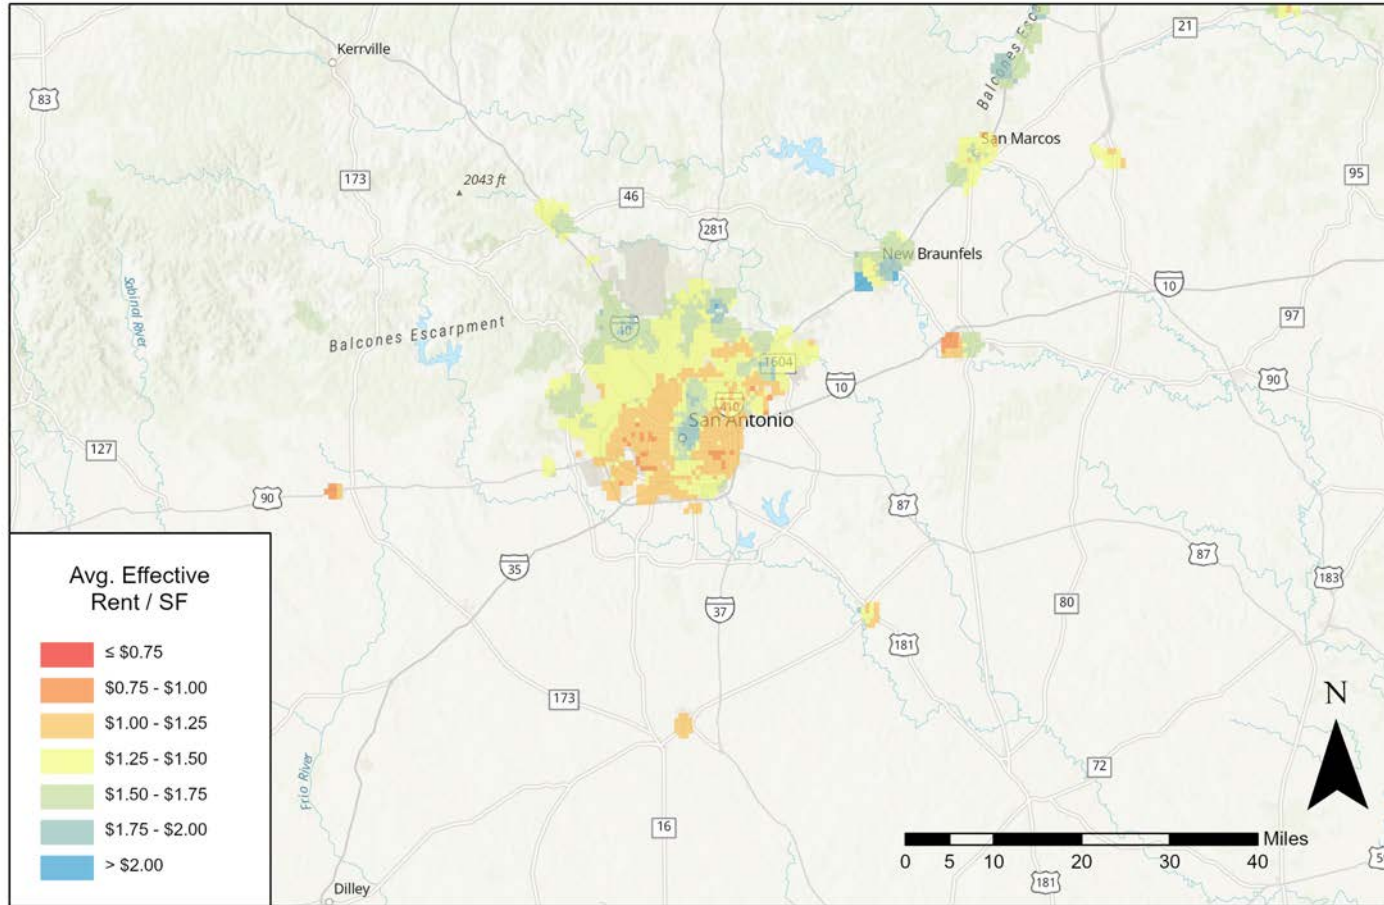 Kerrville
83
21
Balcones Esc
San Marcos
173
2043 ft
46
95
281
New Braunfels
Sabinal River
10
10
97
Balcones Escarpment
1604
10
90
410
San Antonio
127
90
87
35
87
183
37
80
181
Avg. Effective
Rent / SF
≤ $0.75
$0.75 - $1.00
$1.00 - $1.25
$1.25 - $1.50
$1.50 - $1.75
$1.75 - $2.00
> $2.00
173
N
Frio River
72
16
Miles
0 5 10 20 30 40
Dilley
181